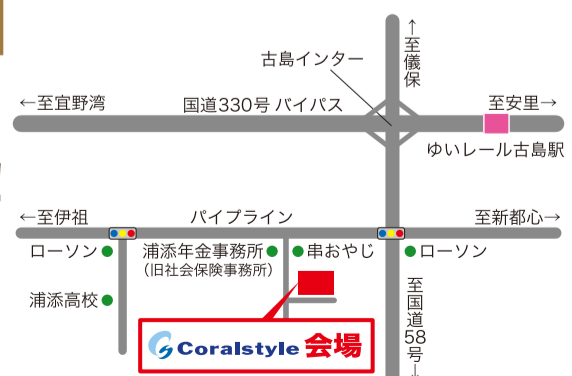 ↑至儀保
古島インター
←至宜野湾
国道330号 バイパス
至安里→
ゆいレール古島駅
←至伊祖
パイプライン
至新都心→
ローソン
浦添年金事務所
(旧社会保険事務所)
串おやじ
ローソン
浦添高校
至国道58号→
Coralstyle 会場